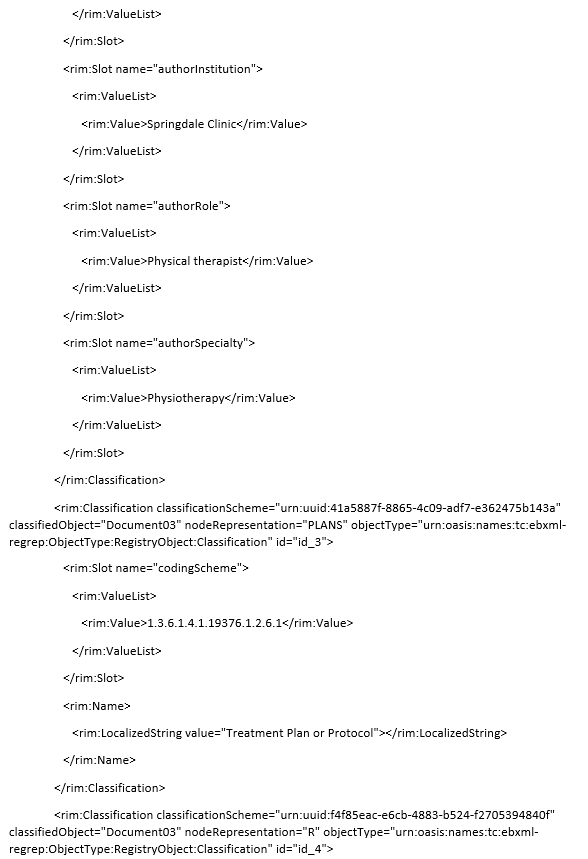 </rim:ValueList>
</rim:Slot>
<rim:Slot name="authorInstitution">
<rim:ValueList>
<rim:Value>Springdale Clinic</rim:Value>
</rim:ValueList>
</rim:Slot>
<rim:Slot name="authorRole">
<rim:ValueList>
<rim:Value>Physical therapist</rim:Value>
</rim:ValueList>
</rim:Slot>
<rim:Slot name="authorSpecialty">
<rim:ValueList>
<rim:Value>Physiotherapy</rim:Value>
</rim:ValueList>
</rim:Slot>
</rim:Classification>
<rim:Classification classificationScheme="urn:uuid:41a5887f-8865-4c09-adf7-e362475b143a"
classifiedObject="Document03" nodeRepresentation="PLANS" objectType="urn:oasis:names:tc:ebxml-
regrep:ObjectType:RegistryObject:Classification" id="id_3">
<rim:Slot name="codingScheme">
<rim:ValueList>
<rim:Value>1.3.6.1.4.1.19376.1.2.6.1</rim:Value>
</rim:ValueList>
</rim:Slot>
<rim:Name>
<rim:LocalizedString value="Treatment Plan or Protocol"></rim:LocalizedString>
</rim:Name>
</rim:Classification>
<rim:Classification classificationScheme="urn:uuid:f4f85eac-e6cb-4883-b524-f2705394840f"
classifiedObject="Document03" nodeRepresentation="R" objectType="urn:oasis:names:tc:ebxml-
regrep:ObjectType:RegistryObject:Classification" id="id_4">